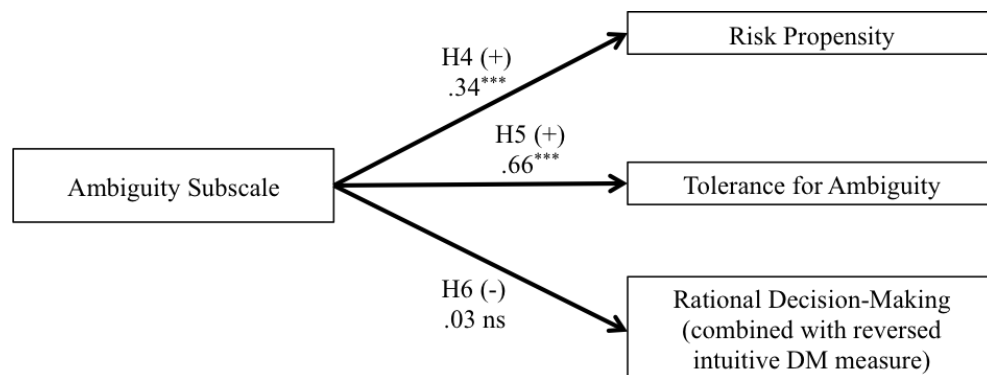 Risk Propensity
H4 (+)
.34***
H5 (+)
.66***
Ambiguity Subscale
Tolerance for Ambiguity
H6 (-)
.03 ns
Rational Decision-Making
(combined with reversed
intuitive DM measure)